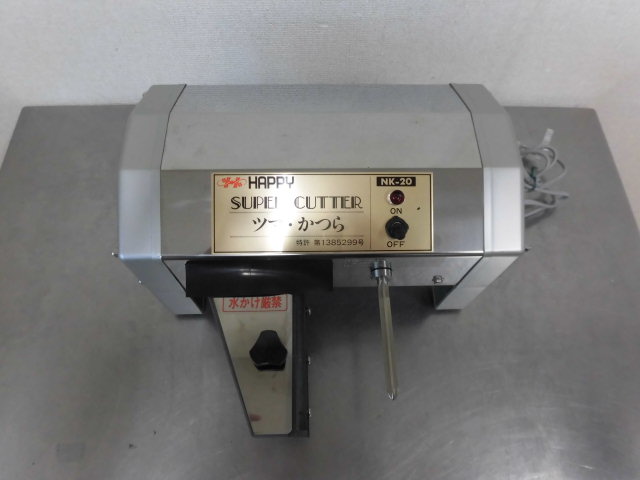 HAPPY
NK-20
SUPER CUTTER
ツマ・かつら
特許 第1385299号
ON
OFF
水かけ厳禁